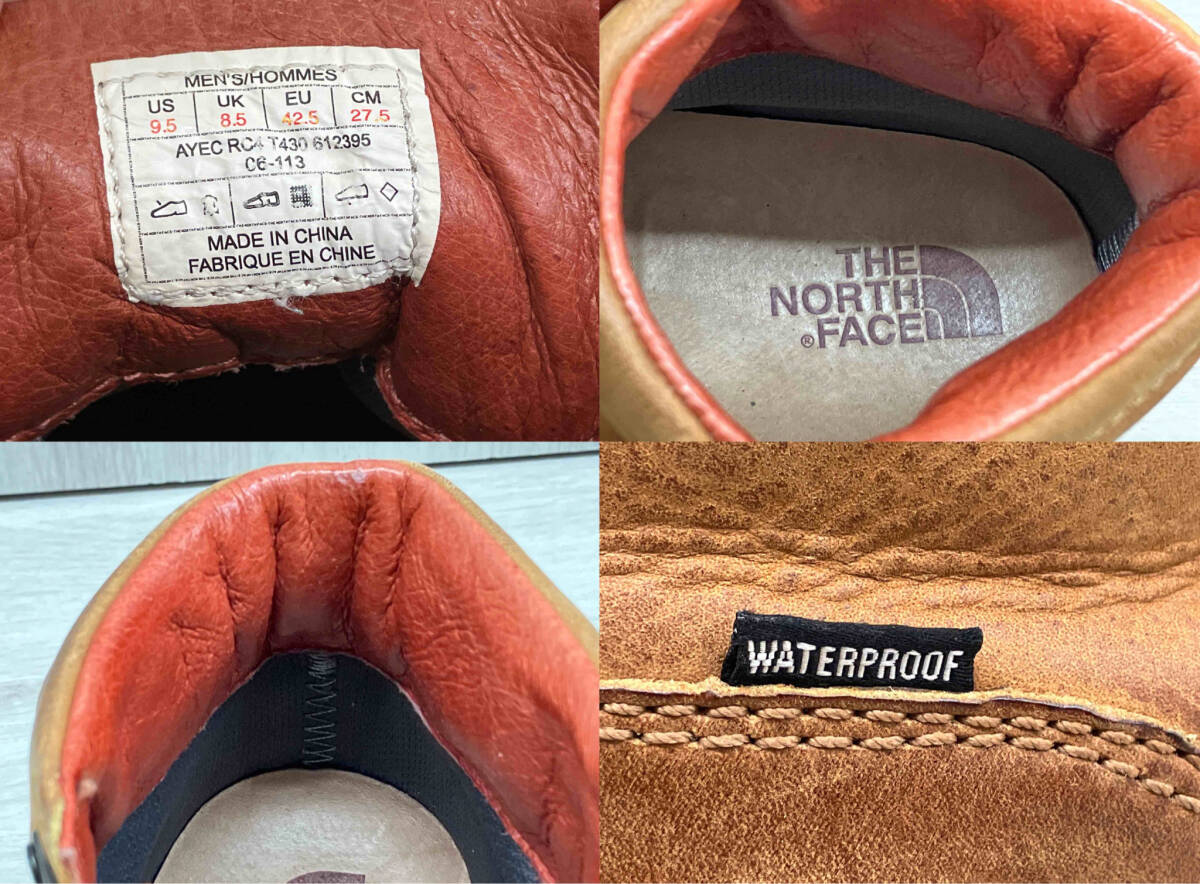 MEN'S/HOMMES
US UK EU CM
9.5 8.5 42.5 27.5
AYEC RC4 T430 612395
C6-113
MADE IN CHINA
FABRIQUE EN CHINE
THE
NORTH
®FACE
WATERPROOF